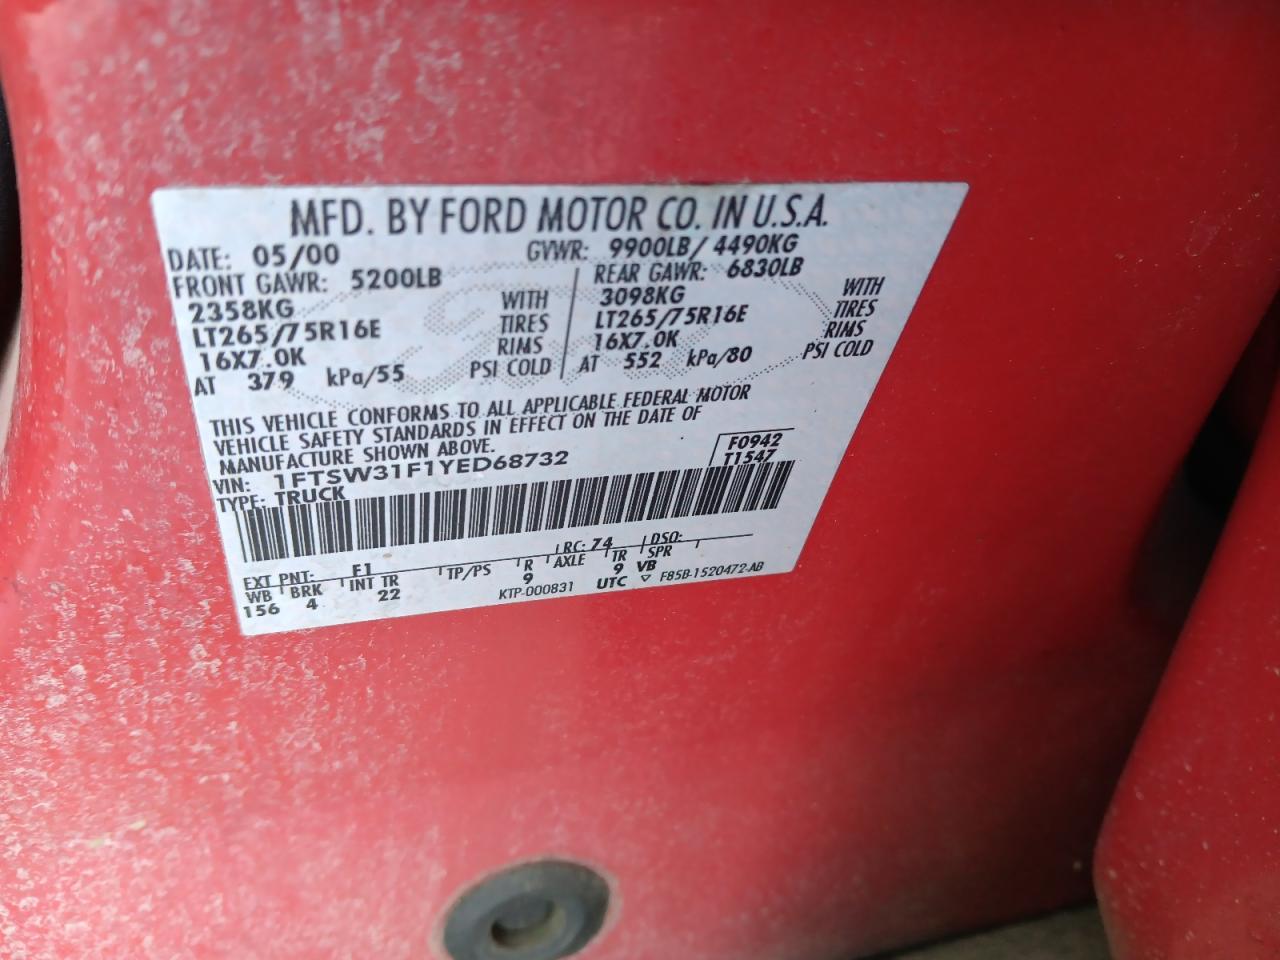 MFD. BY FORD MOTOR CO. IN U.S.A.
DATE: 05/00 GVWR: 9900LB/ 4490KG
FRONT GAWR: 5200LB REAR GAWR: 6830LB
2358KG WITH 3098KG WITH
LT265/75R16E TIRES LT265/75R16E TIRES
16X7.0K RIMS 16X7.0K RIMS
AT 379 kPa/55 PSI COLD AT 552 kPa/80 PSI COLD
THIS VEHICLE CONFORMS TO ALL APPLICABLE FEDERAL MOTOR
VEHICLE SAFETY STANDARDS IN EFFECT ON THE DATE OF
MANUFACTURE SHOWN ABOVE.
VIN: 1FTSW31F1YED68732 F0942
TYPE: TRUCK T1547
EXT PNT: F1 RC: 74 DSO:
WB BRK INT TR TP/PS R AXLE TR SPR
156 4 22 9 9 VB
KTP-000831 UTC ▽ F85B-1520472-AB